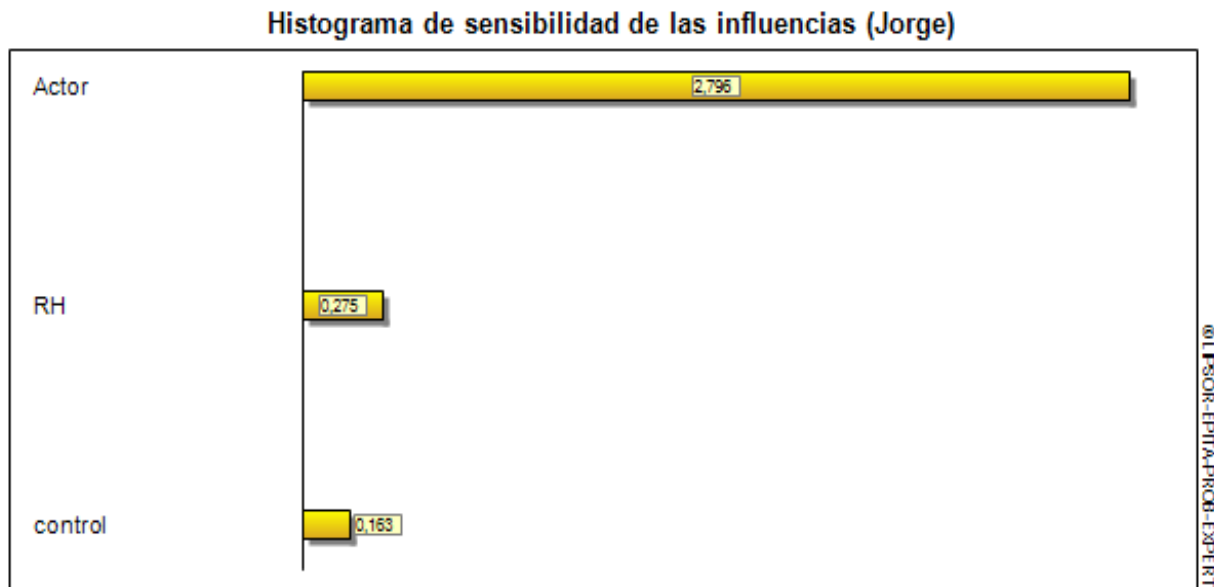 Histograma de sensibilidad de las influencias (Jorge)
Actor
2,796
RH
0,275
control
0,163
©LIPSOR-EPITA-PROB-EXPERT